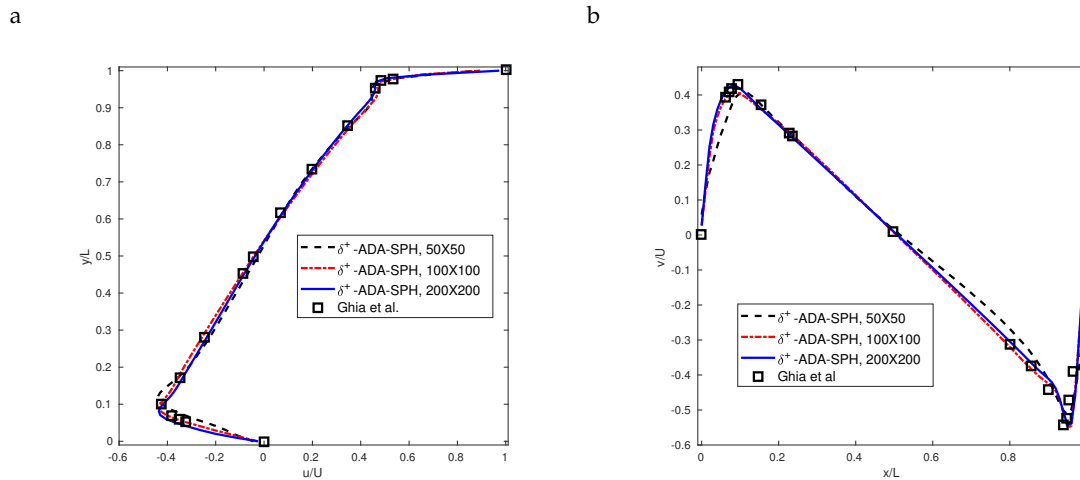 a
b
1
0.9
0.8
0.7
0.6
0.5
0.4
0.3
0.2
0.1
0
y/L
-0.6
-0.4
-0.2
0
0.2
0.4
0.6
0.8
1
u/U
δ+-ADA-SPH, 50X50
δ+-ADA-SPH, 100X100
δ+-ADA-SPH, 200X200
Ghia et al.
0.4
0.3
0.2
0.1
0
-0.1
-0.2
-0.3
-0.4
-0.5
-0.6
v/U
0
0.2
0.4
0.6
0.8
x/L
δ+-ADA-SPH, 50X50
δ+-ADA-SPH, 100X100
δ+-ADA-SPH, 200X200
Ghia et al